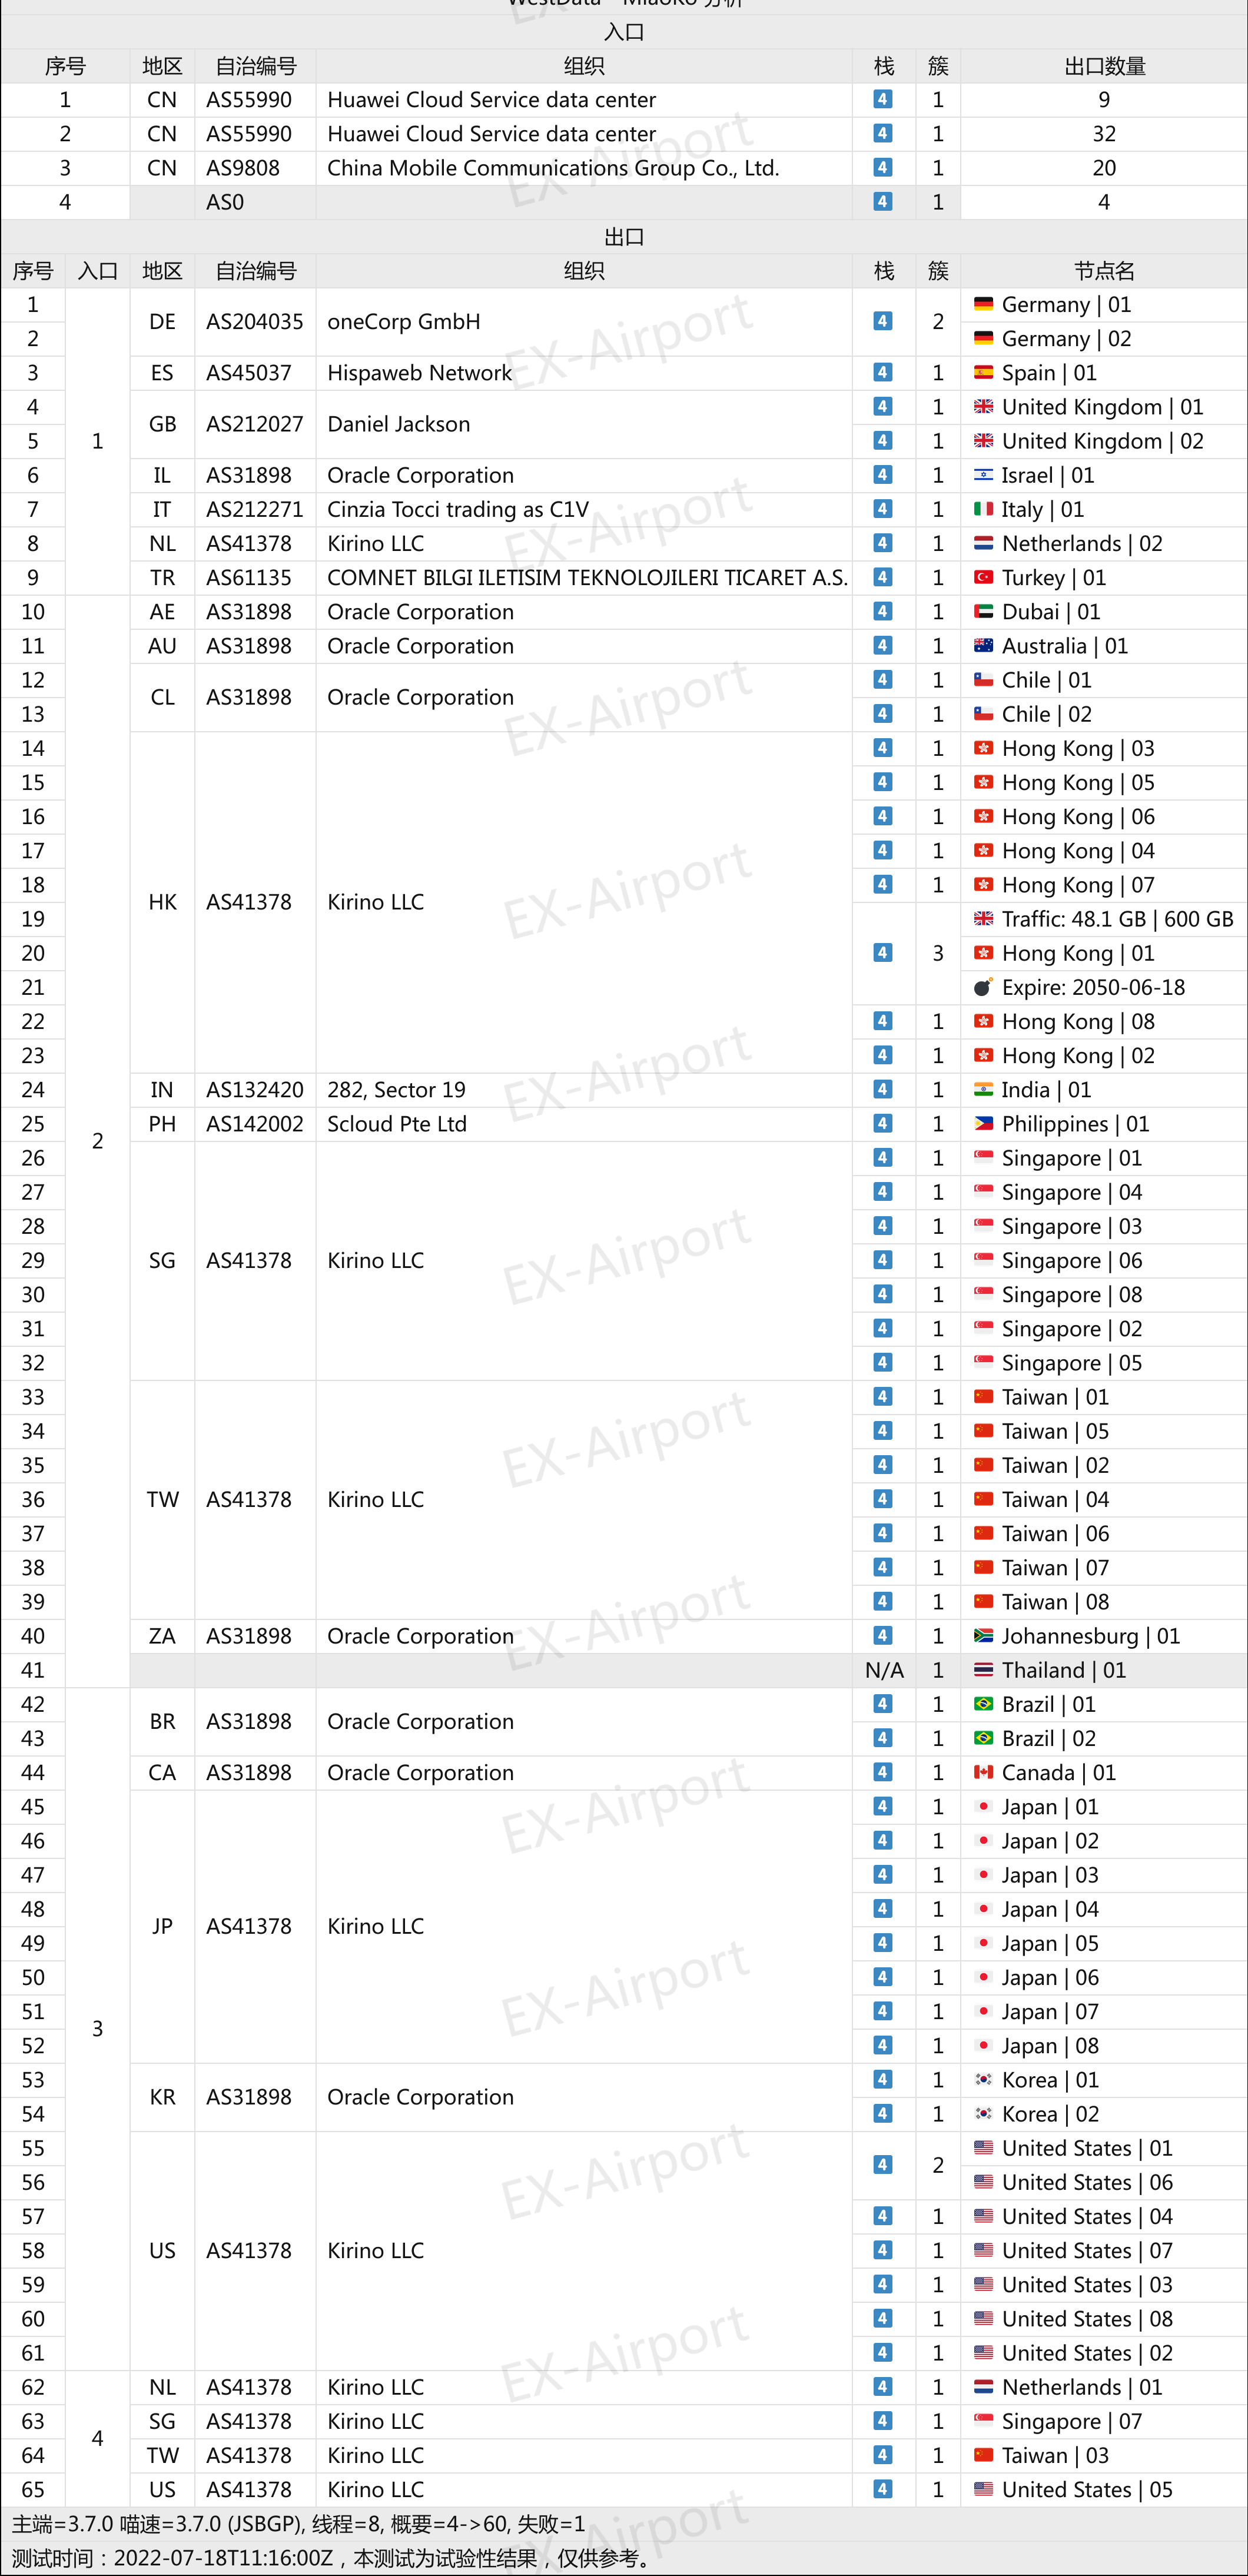 WestData - MiaoKo 分析
入口
序号 地区 自治编号 组织 栈 簇 出口数量
1 CN AS55990 Huawei Cloud Service data center 4 1 9
2 CN AS55990 Huawei Cloud Service data center 4 1 32
3 CN AS9808 China Mobile Communications Group Co., Ltd. 4 1 20
4 AS0 4 1 4
出口
序号 入口 地区 自治编号 组织 栈 簇 节点名
1 1 DE AS204035 oneCorp GmbH 4 2 Germany | 01
2 Germany | 02
3 ES AS45037 Hispaweb Network 4 1 Spain | 01
4 GB AS212027 Daniel Jackson 4 1 United Kingdom | 01
5 4 1 United Kingdom | 02
6 IL AS31898 Oracle Corporation 4 1 Israel | 01
7 IT AS212271 Cinzia Tocci trading as C1V 4 1 Italy | 01
8 NL AS41378 Kirino LLC 4 1 Netherlands | 02
9 TR AS61135 COMNET BILGI ILETISIM TEKNOLOJILERI TICARET A.S. 4 1 Turkey | 01
10 2 AE AS31898 Oracle Corporation 4 1 Dubai | 01
11 AU AS31898 Oracle Corporation 4 1 Australia | 01
12 CL AS31898 Oracle Corporation 4 1 Chile | 01
13 4 1 Chile | 02
14 HK AS41378 Kirino LLC 4 1 Hong Kong | 03
15 4 1 Hong Kong | 05
16 4 1 Hong Kong | 06
17 4 1 Hong Kong | 04
18 4 1 Hong Kong | 07
19 4 3 Traffic: 48.1 GB | 600 GB
20 Hong Kong | 01
21 Expire: 2050-06-18
22 4 1 Hong Kong | 08
23 4 1 Hong Kong | 02
24 IN AS132420 282, Sector 19 4 1 India | 01
25 PH AS142002 Scloud Pte Ltd 4 1 Philippines | 01
26 SG AS41378 Kirino LLC 4 1 Singapore | 01
27 4 1 Singapore | 04
28 4 1 Singapore | 03
29 4 1 Singapore | 06
30 4 1 Singapore | 08
31 4 1 Singapore | 02
32 4 1 Singapore | 05
33 TW AS41378 Kirino LLC 4 1 Taiwan | 01
34 4 1 Taiwan | 05
35 4 1 Taiwan | 02
36 4 1 Taiwan | 04
37 4 1 Taiwan | 06
38 4 1 Taiwan | 07
39 4 1 Taiwan | 08
40 ZA AS31898 Oracle Corporation 4 1 Johannesburg | 01
41 N/A 1 Thailand | 01
42 3 BR AS31898 Oracle Corporation 4 1 Brazil | 01
43 4 1 Brazil | 02
44 CA AS31898 Oracle Corporation 4 1 Canada | 01
45 JP AS41378 Kirino LLC 4 1 Japan | 01
46 4 1 Japan | 02
47 4 1 Japan | 03
48 4 1 Japan | 04
49 4 1 Japan | 05
50 4 1 Japan | 06
51 4 1 Japan | 07
52 4 1 Japan | 08
53 KR AS31898 Oracle Corporation 4 1 Korea | 01
54 4 1 Korea | 02
55 US AS41378 Kirino LLC 4 2 United States | 01
56 United States | 06
57 4 1 United States | 04
58 4 1 United States | 07
59 4 1 United States | 03
60 4 1 United States | 08
61 4 1 United States | 02
62 4 NL AS41378 Kirino LLC 4 1 Netherlands | 01
63 SG AS41378 Kirino LLC 4 1 Singapore | 07
64 TW AS41378 Kirino LLC 4 1 Taiwan | 03
65 US AS41378 Kirino LLC 4 1 United States | 05
主端=3.7.0 喵速=3.7.0 (JSBGP), 线程=8, 概要=4->60, 失败=1
测试时间：2022-07-18T11:16:00Z，本测试为试验性结果，仅供参考。
EX-Airport